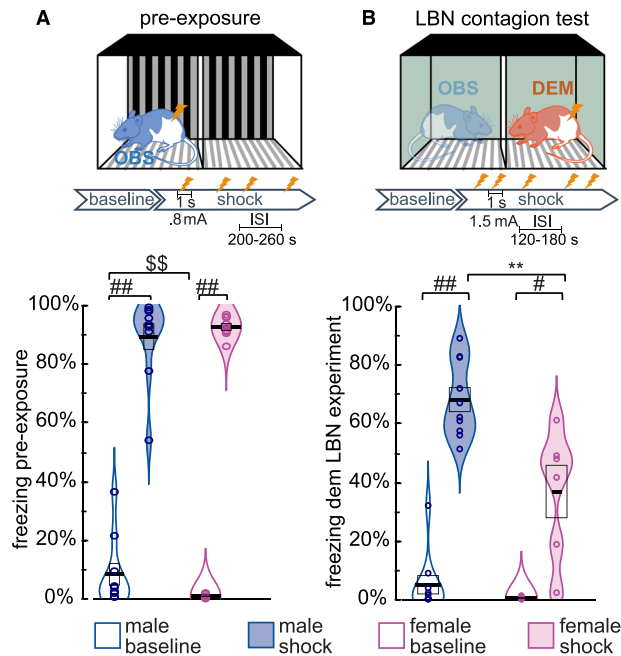 A
pre-exposure
OBS
baseline
shock
1 s
.8 mA
ISI
200-260 s
$$
##
##
freezing pre-exposure
100%
80%
60%
40%
20%
0%
B
LBN contagion test
OBS
DEM
baseline
shock
1 s
1.5 mA
ISI
120-180 s
**
##
#
freezing dem LBN experiment
100%
80%
60%
40%
20%
0%
male baseline
male shock
female baseline
female shock